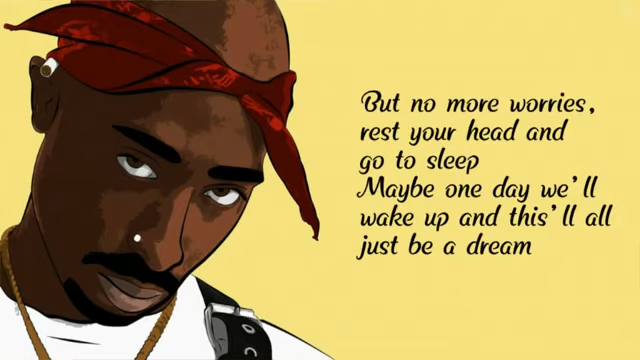 But no more worries,
rest your head and
go to sleep
Maybe one day we'll
wake up and this'll all
just be a dream